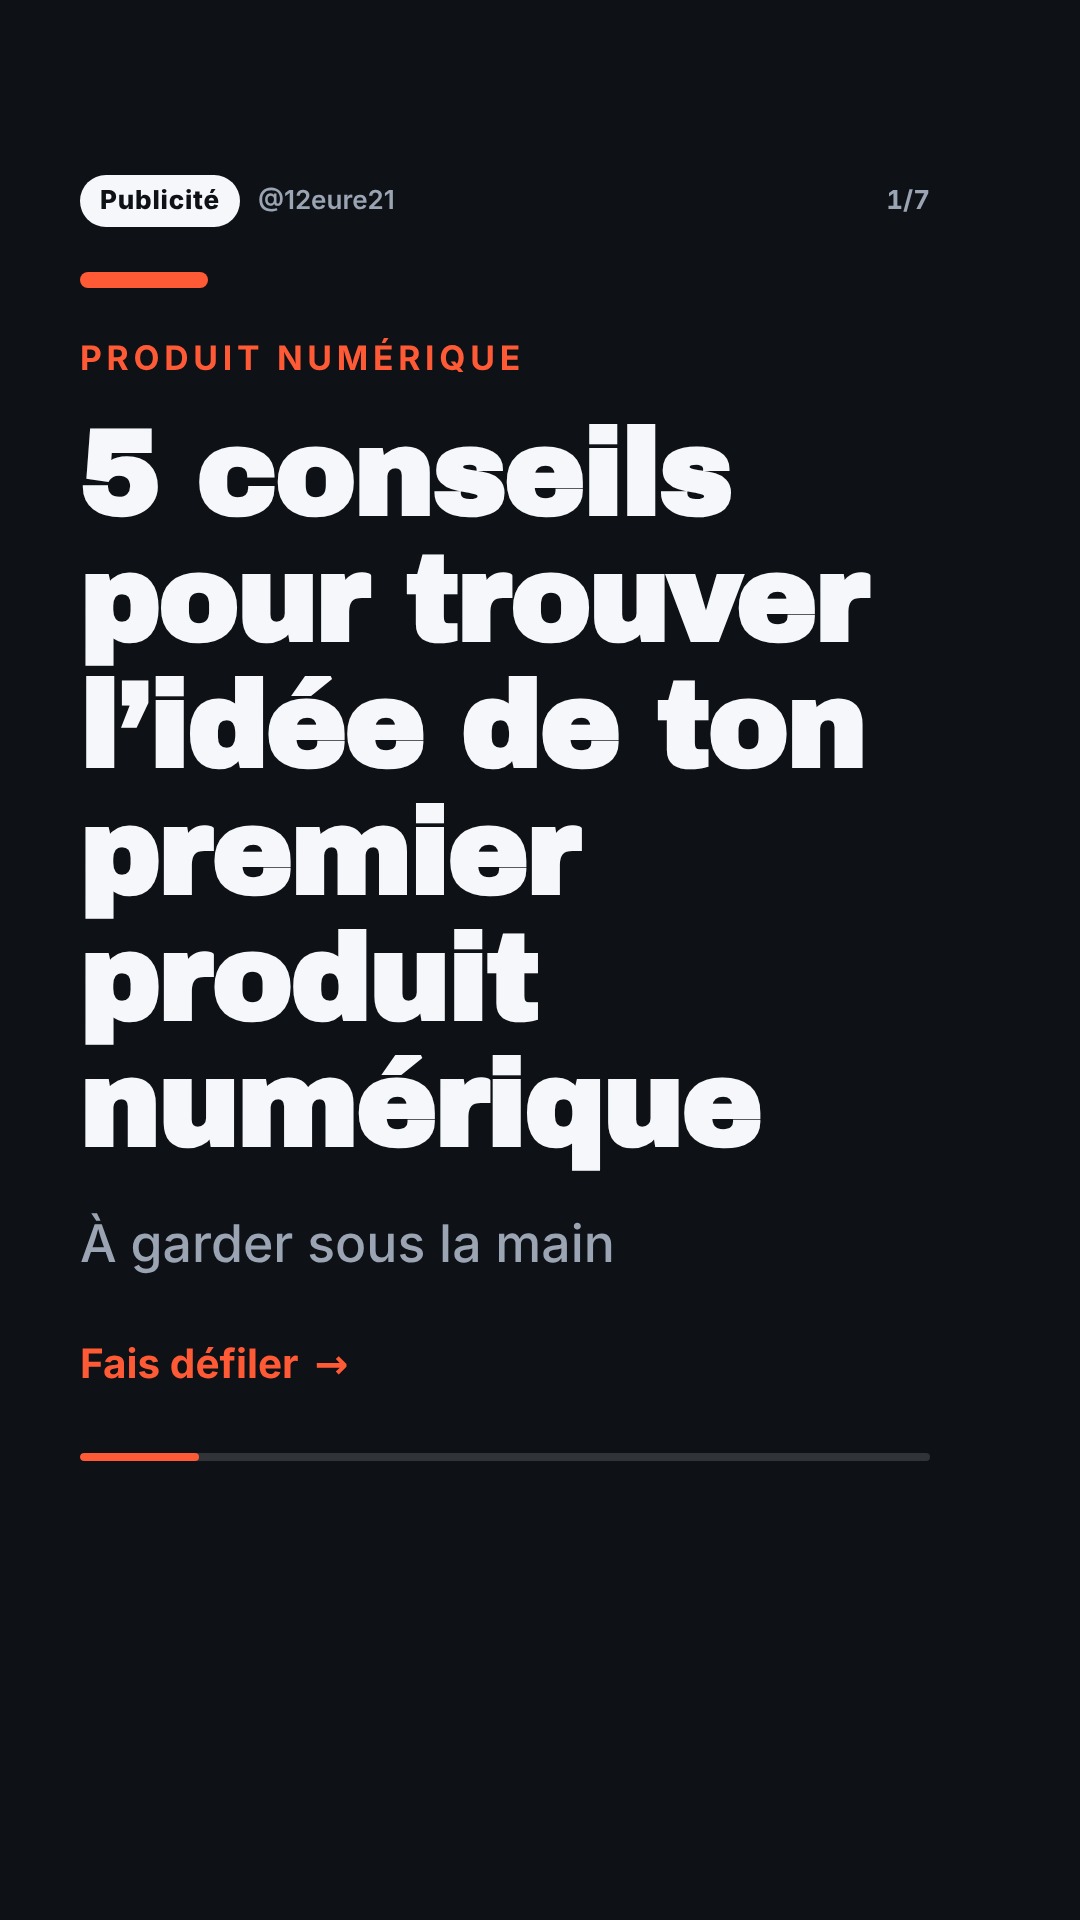 Publicité @12eure21 1/7
PRODUIT NUMÉRIQUE
5 conseils
pour trouver
l’idée de ton
premier
produit
numérique
À garder sous la main
Fais défiler →